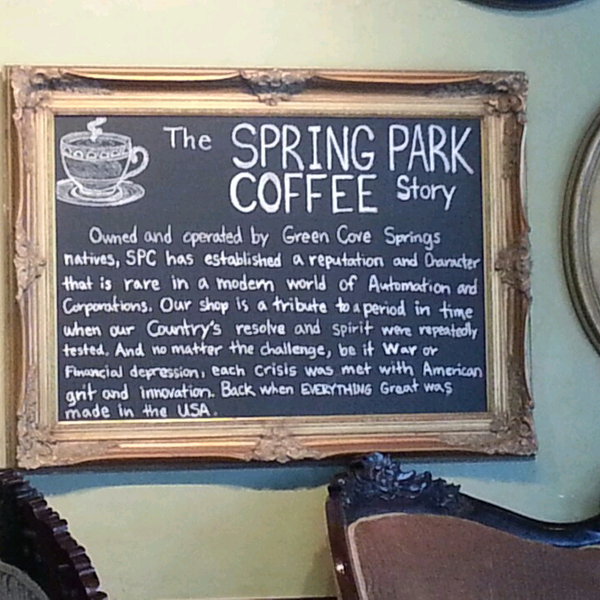 The SPRING PARK
COFFEE Story
Owned and operated by Green Cove Springs
natives, SPC has established a reputation and Character
that is rare in a modern world of Automation and
Corporations. Our shop is a tribute to a period in time
when our Country's resolve and spirit were repeatedly
tested. And no matter the challenge, be it War or
Financial depression, each Crisis was met with American
grit and innovation. Back when EVERYTHING Great was
made in the USA.